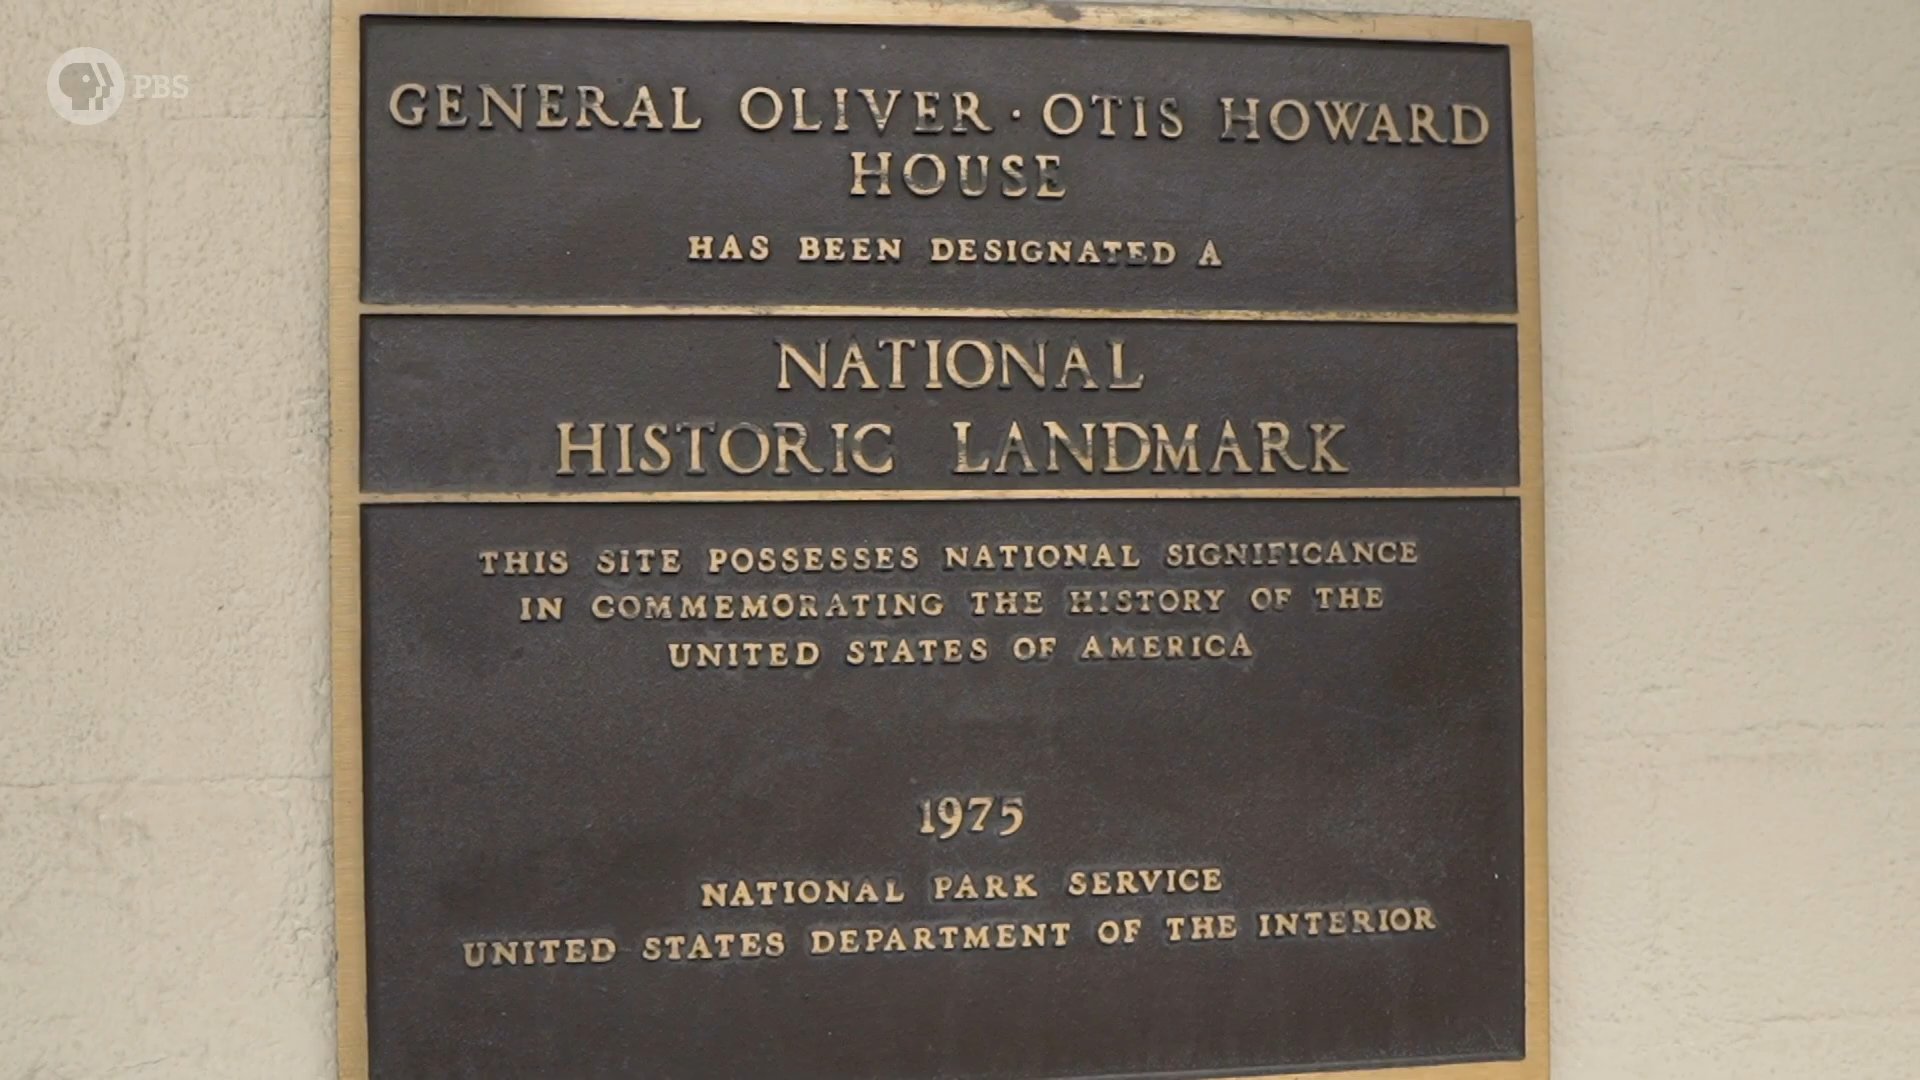 PBS
GENERAL OLIVER · OTIS HOWARD
HOUSE
HAS BEEN DESIGNATED A
NATIONAL
HISTORIC LANDMARK
THIS SITE POSSESSES NATIONAL SIGNIFICANCE
IN COMMEMORATING THE HISTORY OF THE
UNITED STATES OF AMERICA
1975
NATIONAL PARK SERVICE
UNITED STATES DEPARTMENT OF THE INTERIOR